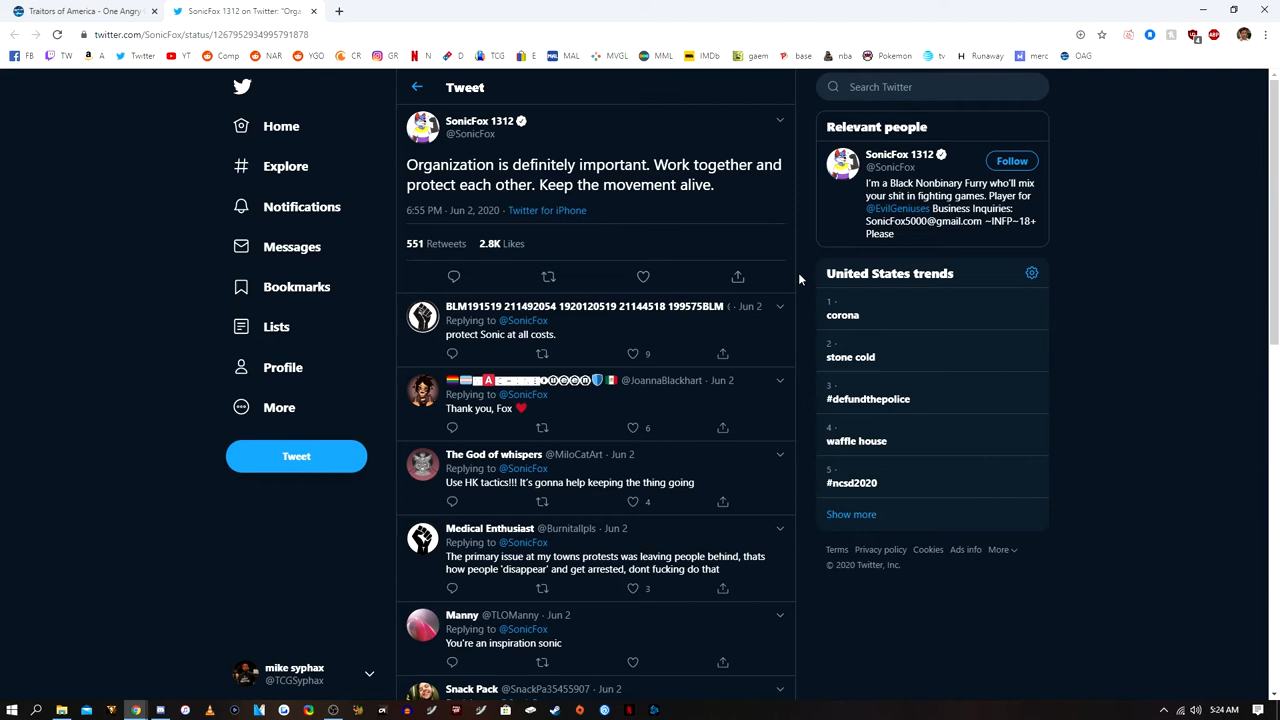 Traitors of America - One Angry
SonicFox 1312 on Twitter: "Orga
twitter.com/SonicFox/status/1267952934995791878
FB
TW
A
Twitter
YT
Comp
NAR
YGO
CR
GR
N
D
TCG
E
MAL
MVGL
MML
IMDb
gaem
base
nba
Pokemon
tv
Runaway
merc
OAG
Home
Explore
Notifications
Messages
Bookmarks
Lists
Profile
More
Tweet
mike syphax
@TCGSyphax
Tweet
SonicFox 1312
@SonicFox
Organization is definitely important. Work together and
protect each other. Keep the movement alive.
6:55 PM · Jun 2, 2020 · Twitter for iPhone
551 Retweets 2.8K Likes
BLM191519 211492054 1920120519 21144518 199575BLM · Jun 2
Replying to @SonicFox
protect Sonic at all costs.
9
@JoannaBlackhart · Jun 2
Replying to @SonicFox
Thank you, Fox ♥
6
The God of whispers @MiloCatArt · Jun 2
Replying to @SonicFox
Use HK tactics!!! It's gonna help keeping the thing going
4
Medical Enthusiast @Burnitallpls · Jun 2
Replying to @SonicFox
The primary issue at my towns protests was leaving people behind, thats
how people 'disappear' and get arrested, dont fucking do that
3
Manny @TLOManny · Jun 2
Replying to @SonicFox
You're an inspiration sonic
Snack Pack @SnackPa35455907 · Jun 2
Search Twitter
Relevant people
SonicFox 1312
@SonicFox
Follow
I'm a Black Nonbinary Furry who'll mix
your shit in fighting games. Player for
@EvilGeniuses Business Inquiries:
SonicFox5000@gmail.com ~INFP~18+
Please
United States trends
1 ·
corona
2 ·
stone cold
3 ·
#defundthepolice
4 ·
waffle house
5 ·
#ncsd2020
Show more
Terms Privacy policy Cookies Ads info More
© 2020 Twitter, Inc.
5:24 AM